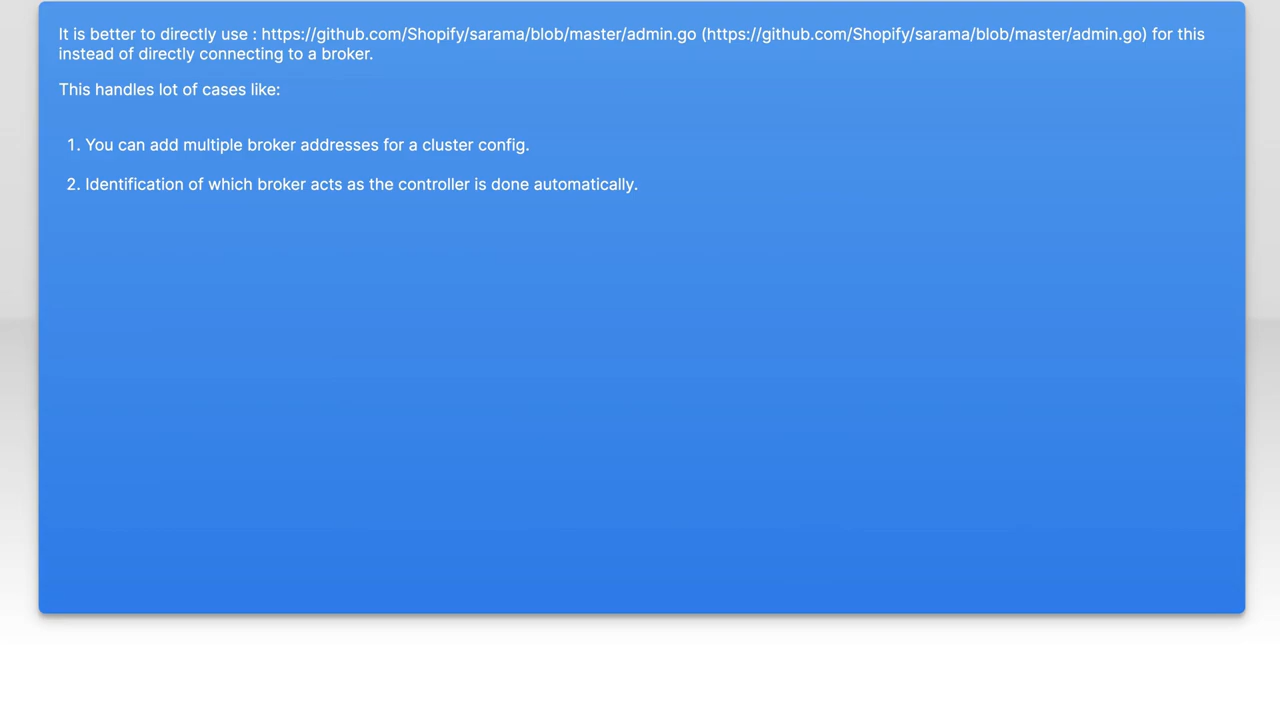 It is better to directly use : https://github.com/Shopify/sarama/blob/master/admin.go (https://github.com/Shopify/sarama/blob/master/admin.go) for this
instead of directly connecting to a broker.
This handles lot of cases like:
1. You can add multiple broker addresses for a cluster config.
2. Identification of which broker acts as the controller is done automatically.